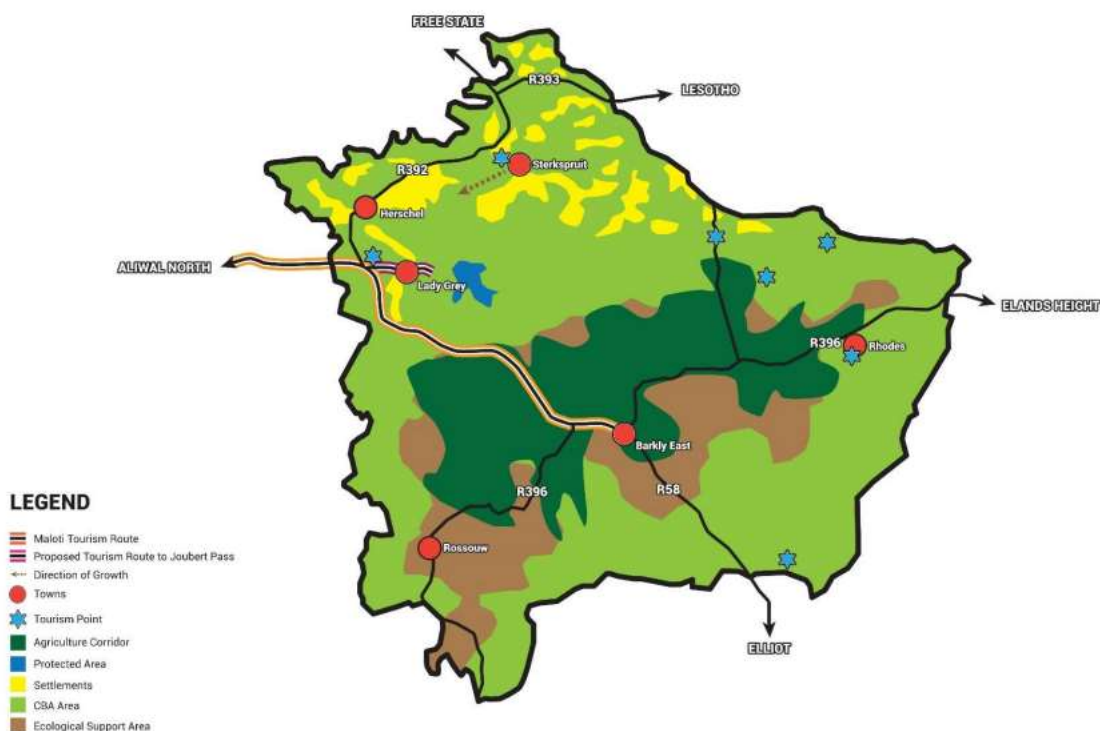 FREE STATE
R393
LESOTHO
R392
Sterkspruit
Herschel
ALIWAL NORTH
Lady Grey
ELANDS HEIGHT
R396
Rhodes
Barkly East
R396
R58
Rossouw
ELLIOT
LEGEND
Maloti Tourism Route
Proposed Tourism Route to Joubert Pass
Direction of Growth
Towns
Tourism Point
Agriculture Corridor
Protected Area
Settlements
CBA Area
Ecological Support Area